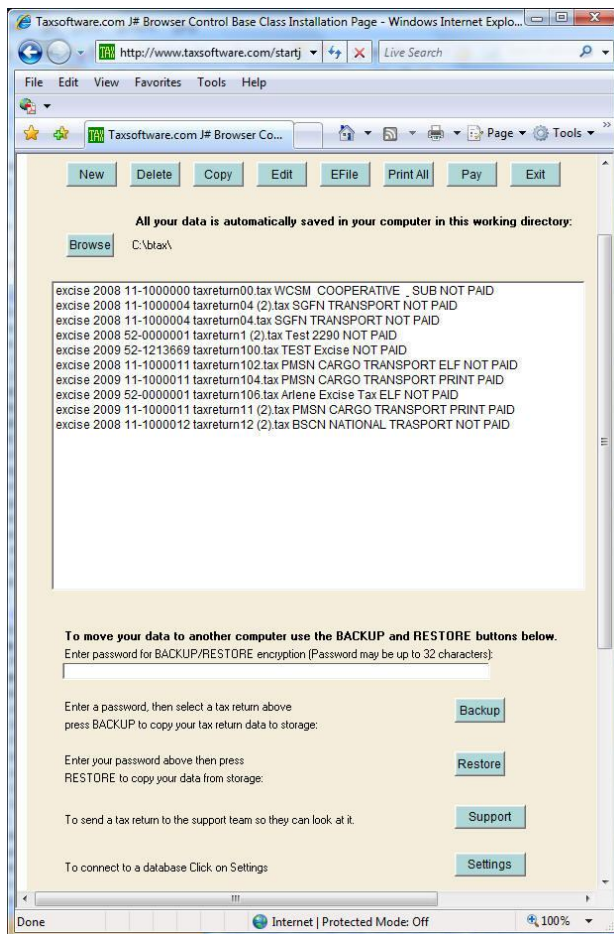 Taxsoftware.com J# Browser Control Base Class Installation Page - Windows Internet Explo...
http://www.taxsoftware.com/startj
Live Search
File Edit View Favorites Tools Help
TAX Taxsoftware.com J# Browser Co...
Page Tools »
New Delete Copy Edit EFile Print All Pay Exit
All your data is automatically saved in your computer in this working directory:
Browse C:\btax\
excise 2008 11-1000000 taxreturn00.tax WCSM COOPERATIVE _ SUB NOT PAID
excise 2008 11-1000004 taxreturn04 (2).tax SGFN TRANSPORT NOT PAID
excise 2008 11-1000004 taxreturn04.tax SGFN TRANSPORT NOT PAID
excise 2008 52-0000001 taxreturn1 (2).tax Test 2290 NOT PAID
excise 2009 52-1213669 taxreturn100.tax TEST Excise NOT PAID
excise 2008 11-1000011 taxreturn102.tax PMSN CARGO TRANSPORT ELF NOT PAID
excise 2009 11-1000011 taxreturn104.tax PMSN CARGO TRANSPORT PRINT PAID
excise 2009 52-0000001 taxreturn106.tax Arlene Excise Tax ELF NOT PAID
excise 2009 11-1000011 taxreturn11 (2).tax PMSN CARGO TRANSPORT PRINT PAID
excise 2008 11-1000012 taxreturn12 (2).tax BSCN NATIONAL TRASPORT NOT PAID
To move your data to another computer use the BACKUP and RESTORE buttons below.
Enter password for BACKUP/RESTORE encryption (Password may be up to 32 characters):
Enter a password, then select a tax return above
press BACKUP to copy your tax return data to storage:
Backup
Enter your password above then press
RESTORE to copy your data from storage:
Restore
To send a tax return to the support team so they can look at it.
Support
To connect to a database Click on Settings
Settings
Done Internet | Protected Mode: Off 100%